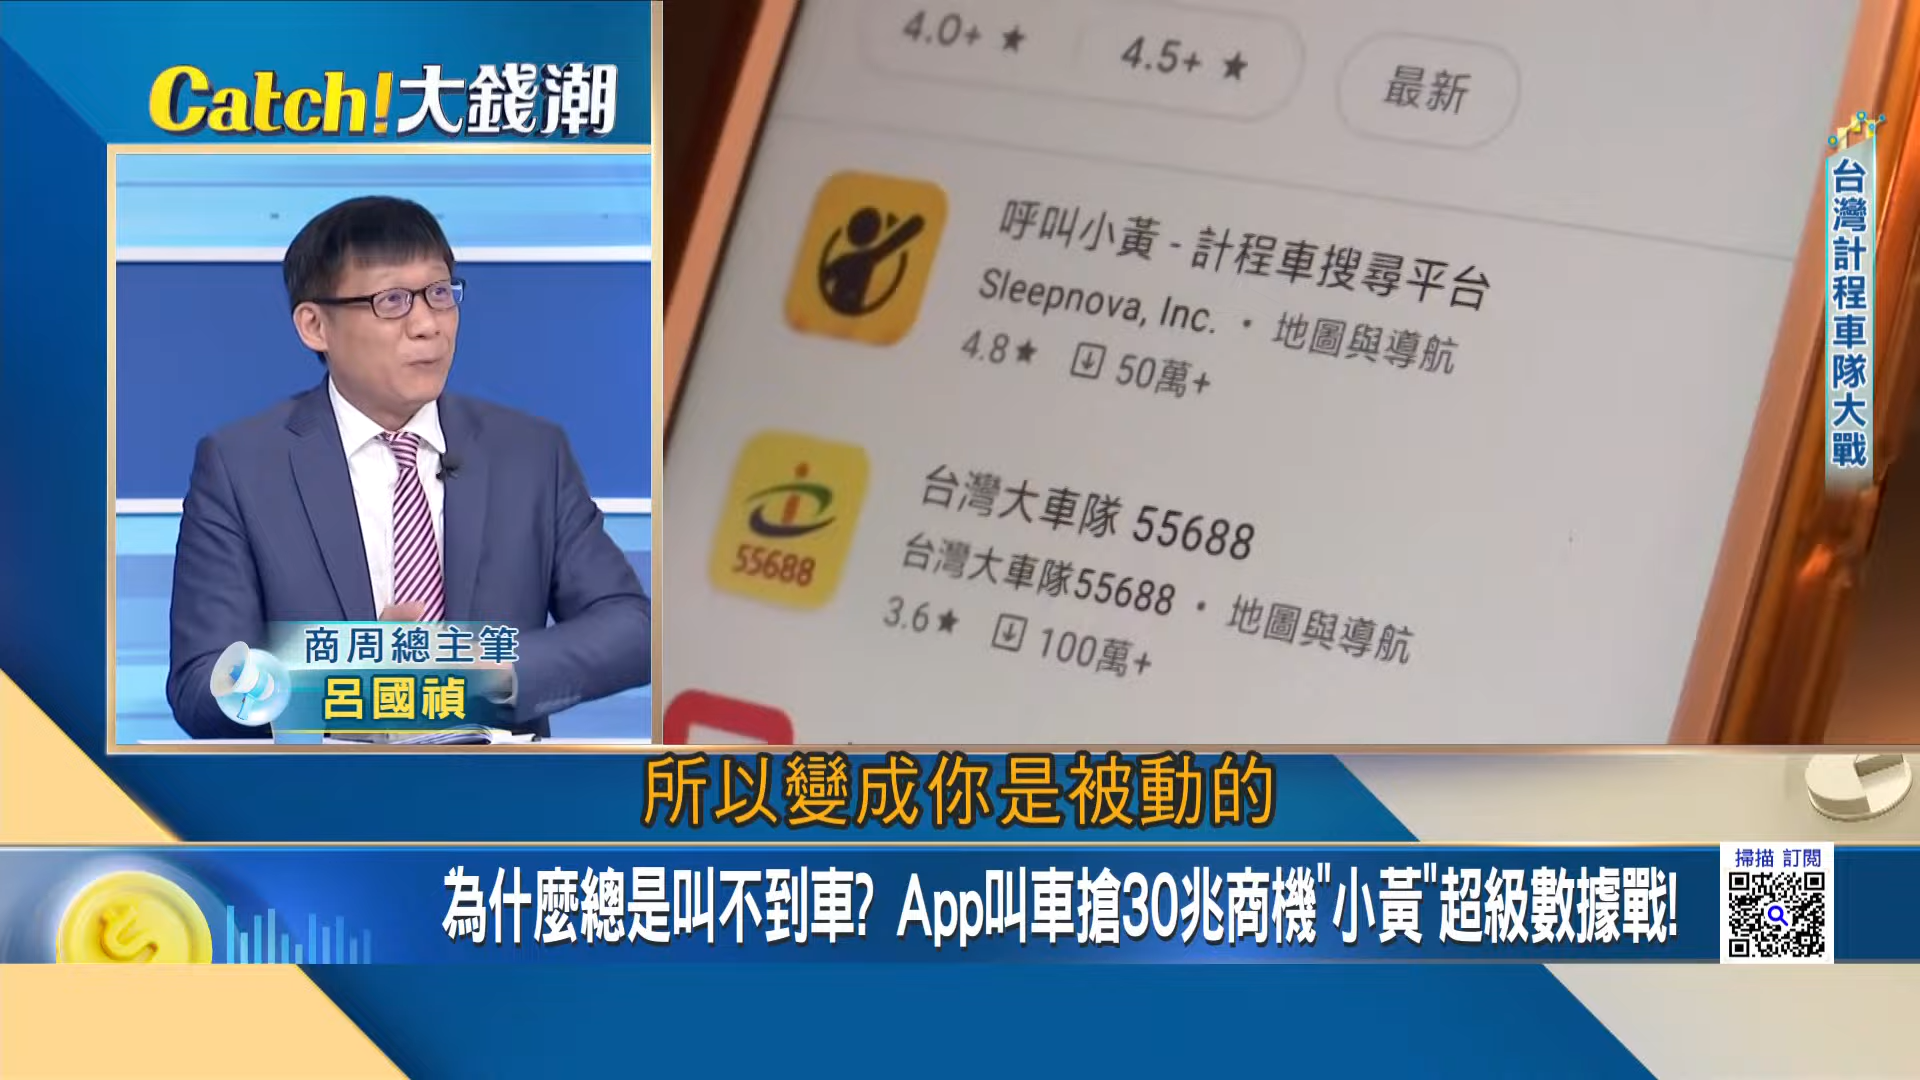 Catch!大錢潮
4.0+ ★
4.5+ ★
最新
呼叫小黃 - 計程車搜尋平台
Sleepnova, Inc. • 地圖與導航
4.8★ 50萬+
55688
台灣大車隊 55688
台灣大車隊55688 • 地圖與導航
3.6★ 100萬+
台灣計程車隊大戰
商周總主筆
呂國禎
所以變成你是被動的
為什麼總是叫不到車? App叫車搶30兆商機"小黃"超級數據戰!
掃描 訂閱